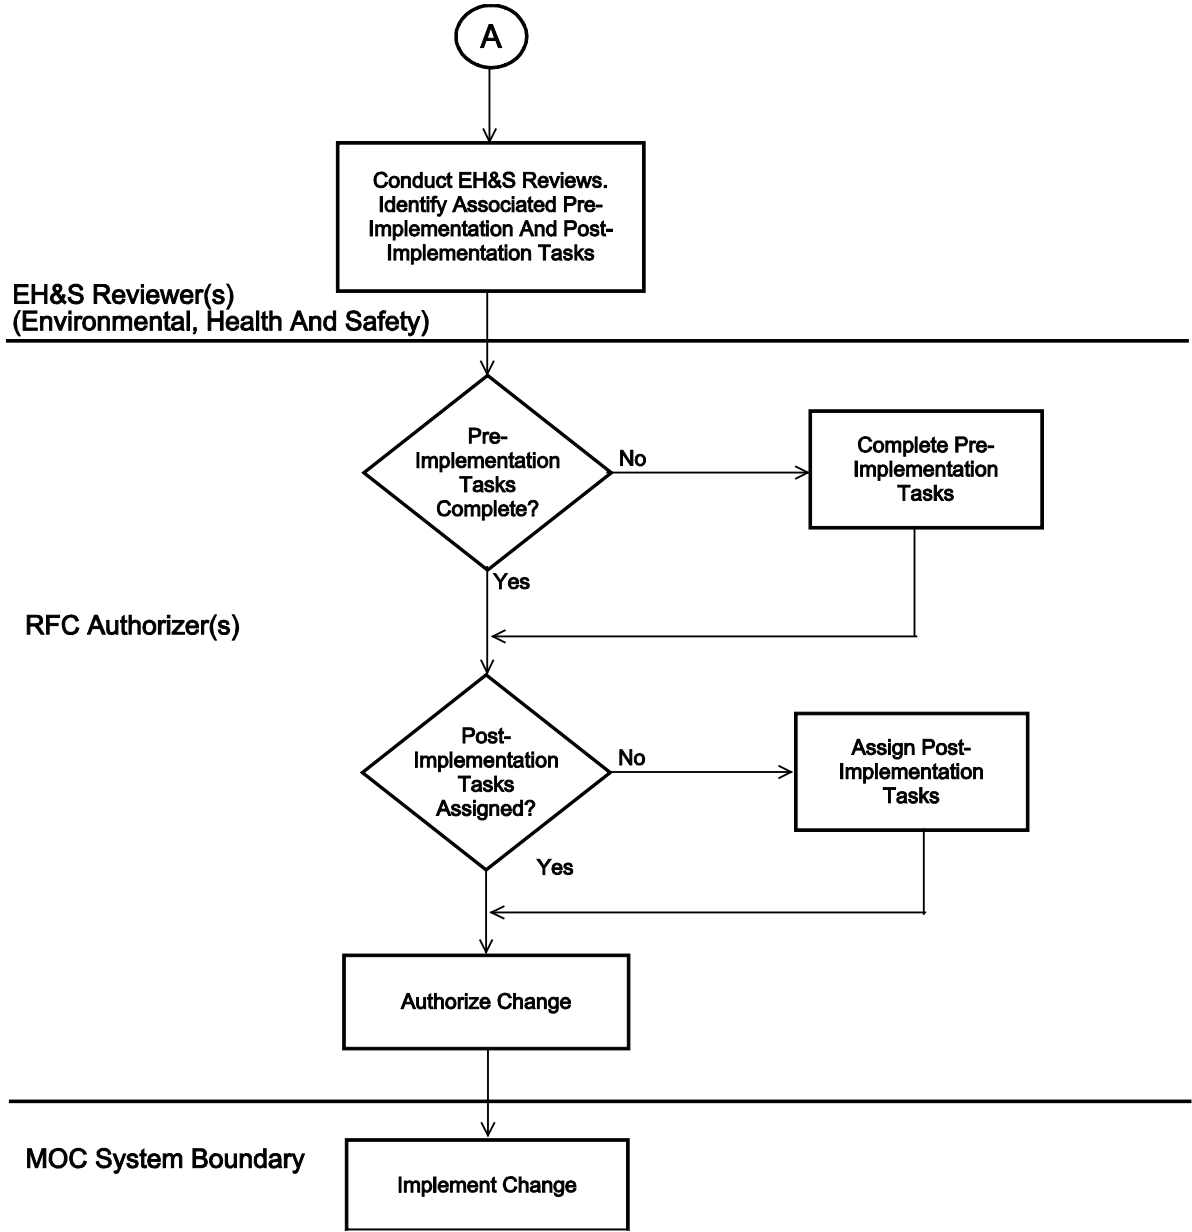 A
Conduct EH&S Reviews.
Identify Associated Pre-
Implementation And Post-
Implementation Tasks
EH&S Reviewer(s)
(Environmental, Health And Safety)
Pre-
Implementation
Tasks
Complete?
No
Complete Pre-
Implementation
Tasks
Yes
RFC Authorizer(s)
Post-
Implementation
Tasks
Assigned?
No
Assign Post-
Implementation
Tasks
Yes
Authorize Change
MOC System Boundary
Implement Change